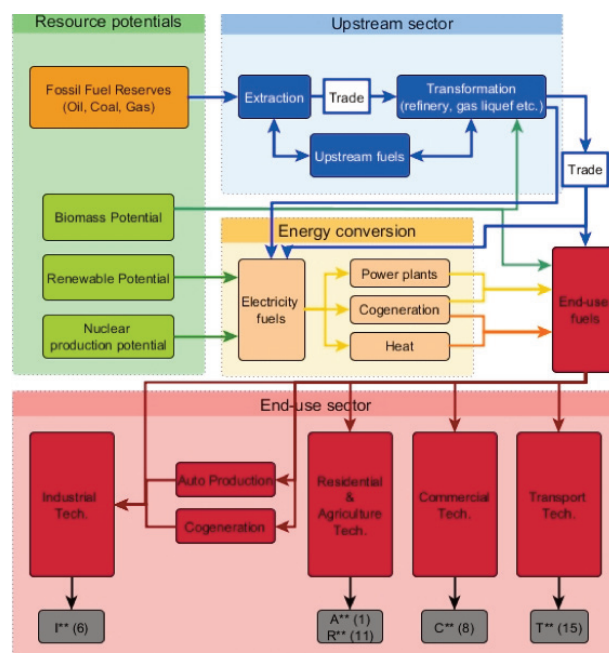 Resource potentials
Upstream sector
Fossil Fuel Reserves
(Oil, Coal, Gas)
Extraction
Trade
Transformation
(refinery, gas liquef etc.)
Upstream fuels
Trade
Biomass Potential
Energy conversion
Renewable Potential
Electricity
fuels
Power plants
Cogeneration
End-use
fuels
Nuclear
production potential
Heat
End-use sector
Industrial
Tech.
Auto Production
Cogeneration
Residential
&
Agriculture
Tech.
Commercial
Tech.
Transport
Tech.
I** (6)
A** (1)
R** (11)
C** (8)
T** (15)